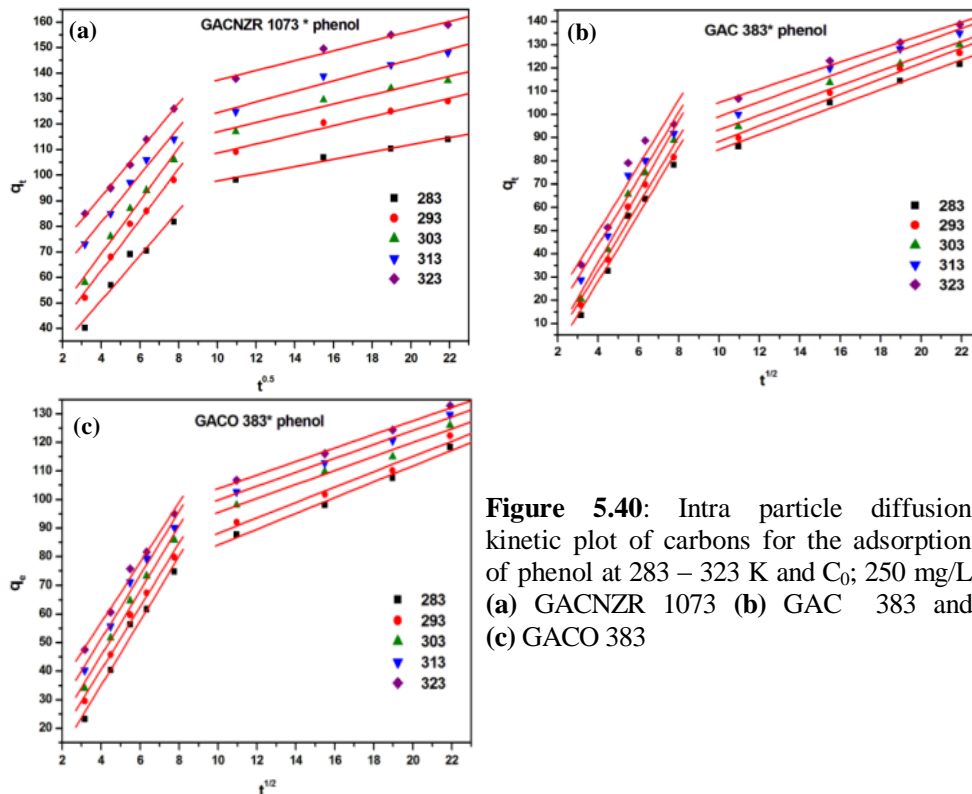 (a)
GACNZR 1073 * phenol
160
150
140
130
120
110
100
90
80
70
60
50
40
q_t
283
293
303
313
323
2 4 6 8 10 12 14 16 18 20 22
t^0.5
(b)
GAC 383* phenol
140
130
120
110
100
90
80
70
60
50
40
30
20
10
q_t
283
293
303
313
323
2 4 6 8 10 12 14 16 18 20 22
t^1/2
(c)
GACO 383* phenol
130
120
110
100
90
80
70
60
50
40
30
20
q_e
283
293
303
313
323
2 4 6 8 10 12 14 16 18 20 22
t^1/2
Figure 5.40: Intra particle diffusion
kinetic plot of carbons for the adsorption
of phenol at 283 – 323 K and C₀; 250 mg/L
(a) GACNZR 1073 (b) GAC 383 and
(c) GACO 383